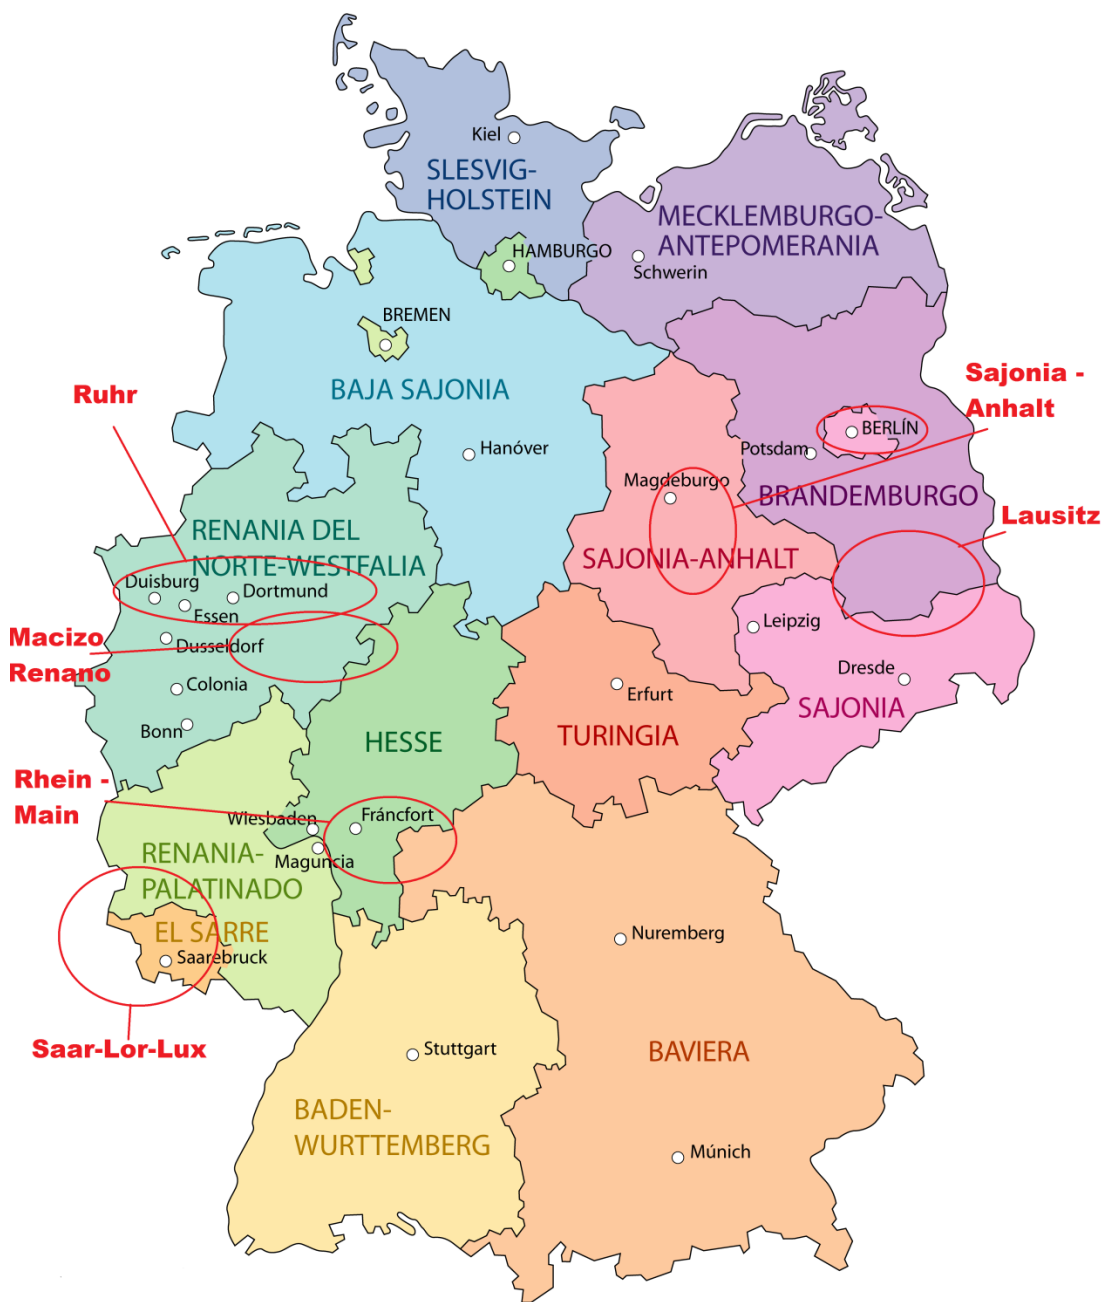 Kiel
SLESVIG-
HOLSTEIN
MECKLEMBURGO-
ANTEPOMERANIA
HAMBURGO
Schwerin
BREMEN
BAJA SAJONIA
Ruhr
Sajonia -
Anhalt
BERLÍN
Hanóver
Potsdam
Magdeburgo
BRANDEMBURGO
Lausitz
RENANIA DEL
NORTE-WESTFALIA
SAJONIA-ANHALT
Duisburg
Dortmund
Essen
Leipzig
Macizo
Renano
Dusseldorf
Dresde
Colonia
Erfurt
SAJONIA
Bonn
HESSE
TURINGIA
Rhein -
Main
Wiesbaden
Fráncfort
Maguncia
RENANIA-
PALATINADO
EL SARRE
Nuremberg
Saarebruck
Saar-Lor-Lux
Stuttgart
BAVIERA
BADEN-
WURTTEMBERG
Múnich